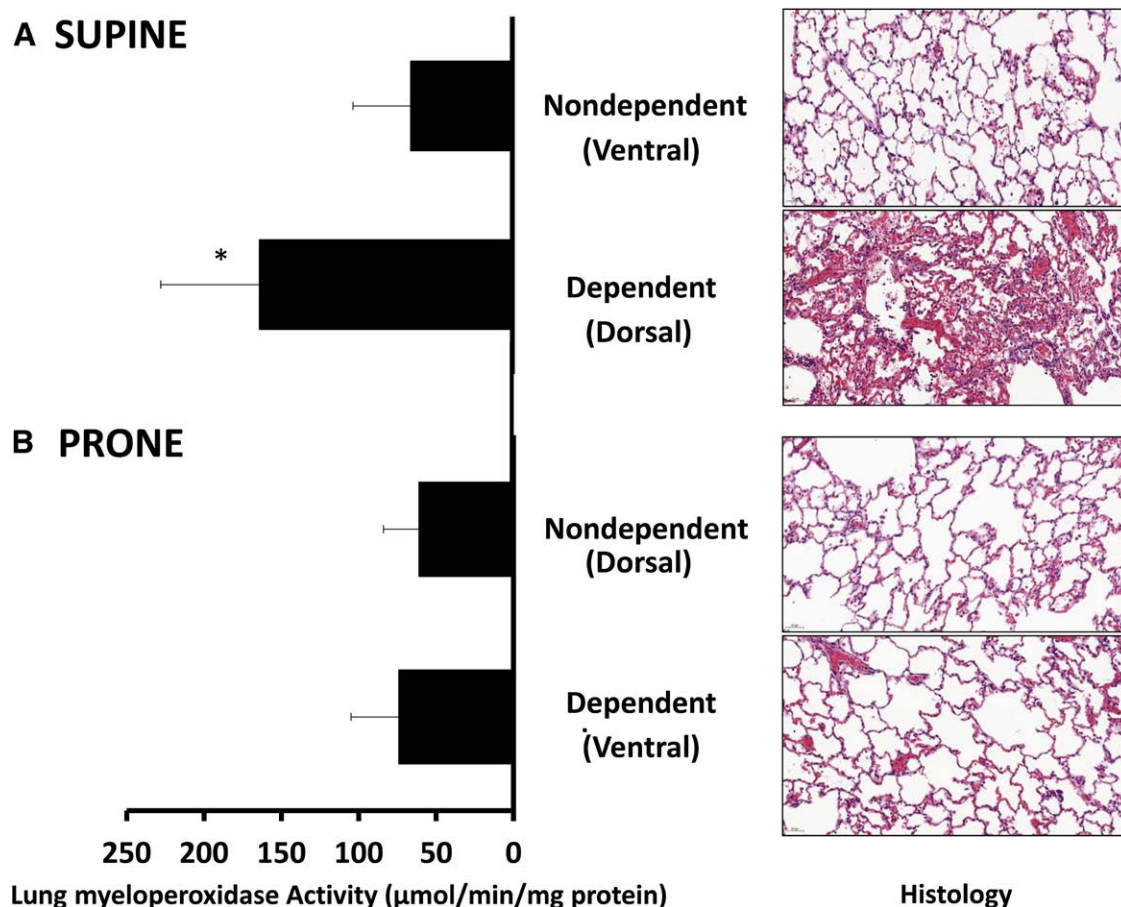 A SUPINE
Nondependent
(Ventral)
*
Dependent
(Dorsal)
B PRONE
Nondependent
(Dorsal)
Dependent
(Ventral)
250 200 150 100 50 0
Lung myeloperoxidase Activity (μmol/min/mg protein)
Histology